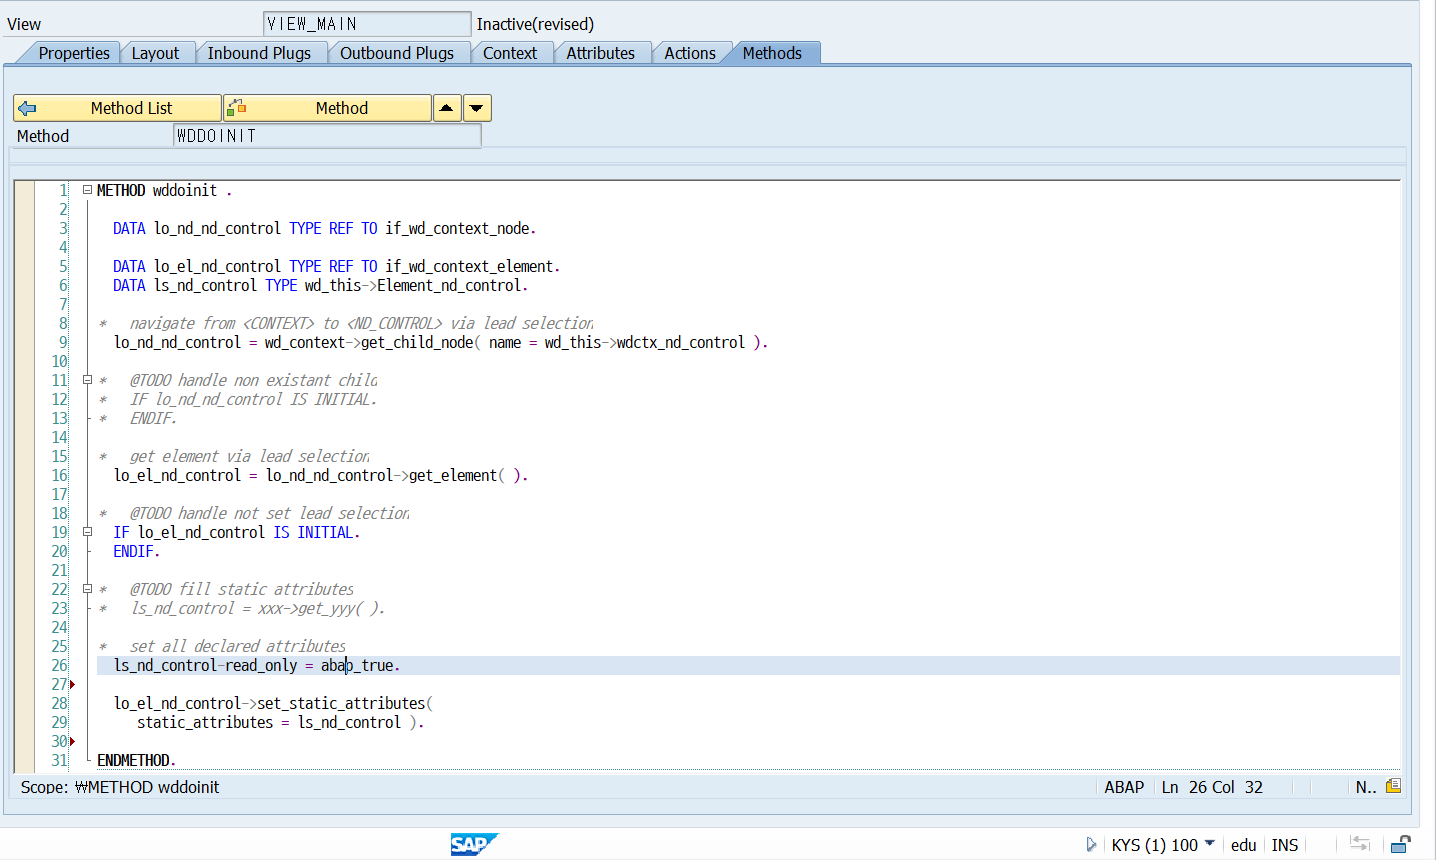 View VIEW_MAIN Inactive(revised)
Properties Layout Inbound Plugs Outbound Plugs Context Attributes Actions Methods
Method List Method
Method WDDOINIT
1 METHOD wddoinit .
2
3 DATA lo_nd_nd_control TYPE REF TO if_wd_context_node.
4
5 DATA lo_el_nd_control TYPE REF TO if_wd_context_element.
6 DATA ls_nd_control TYPE wd_this->Element_nd_control.
7
8 * navigate from <CONTEXT> to <ND_CONTROL> via lead selection
9 lo_nd_nd_control = wd_context->get_child_node( name = wd_this->wdctx_nd_control ).
10
11 * @TODO handle non existant child
12 * IF lo_nd_nd_control IS INITIAL.
13 * ENDIF.
14
15 * get element via lead selection
16 lo_el_nd_control = lo_nd_nd_control->get_element( ).
17
18 * @TODO handle not set lead selection
19 IF lo_el_nd_control IS INITIAL.
20 ENDIF.
21
22 * @TODO fill static attributes
23 * ls_nd_control = xxx->get_yyy( ).
24
25 * set all declared attributes
26 ls_nd_control-read_only = abap_true.
27
28 lo_el_nd_control->set_static_attributes(
29 static_attributes = ls_nd_control ).
30
31 ENDMETHOD.
Scope: ₩METHOD wddoinit ABAP Ln 26 Col 32 N..
SAP KYS (1) 100 edu INS